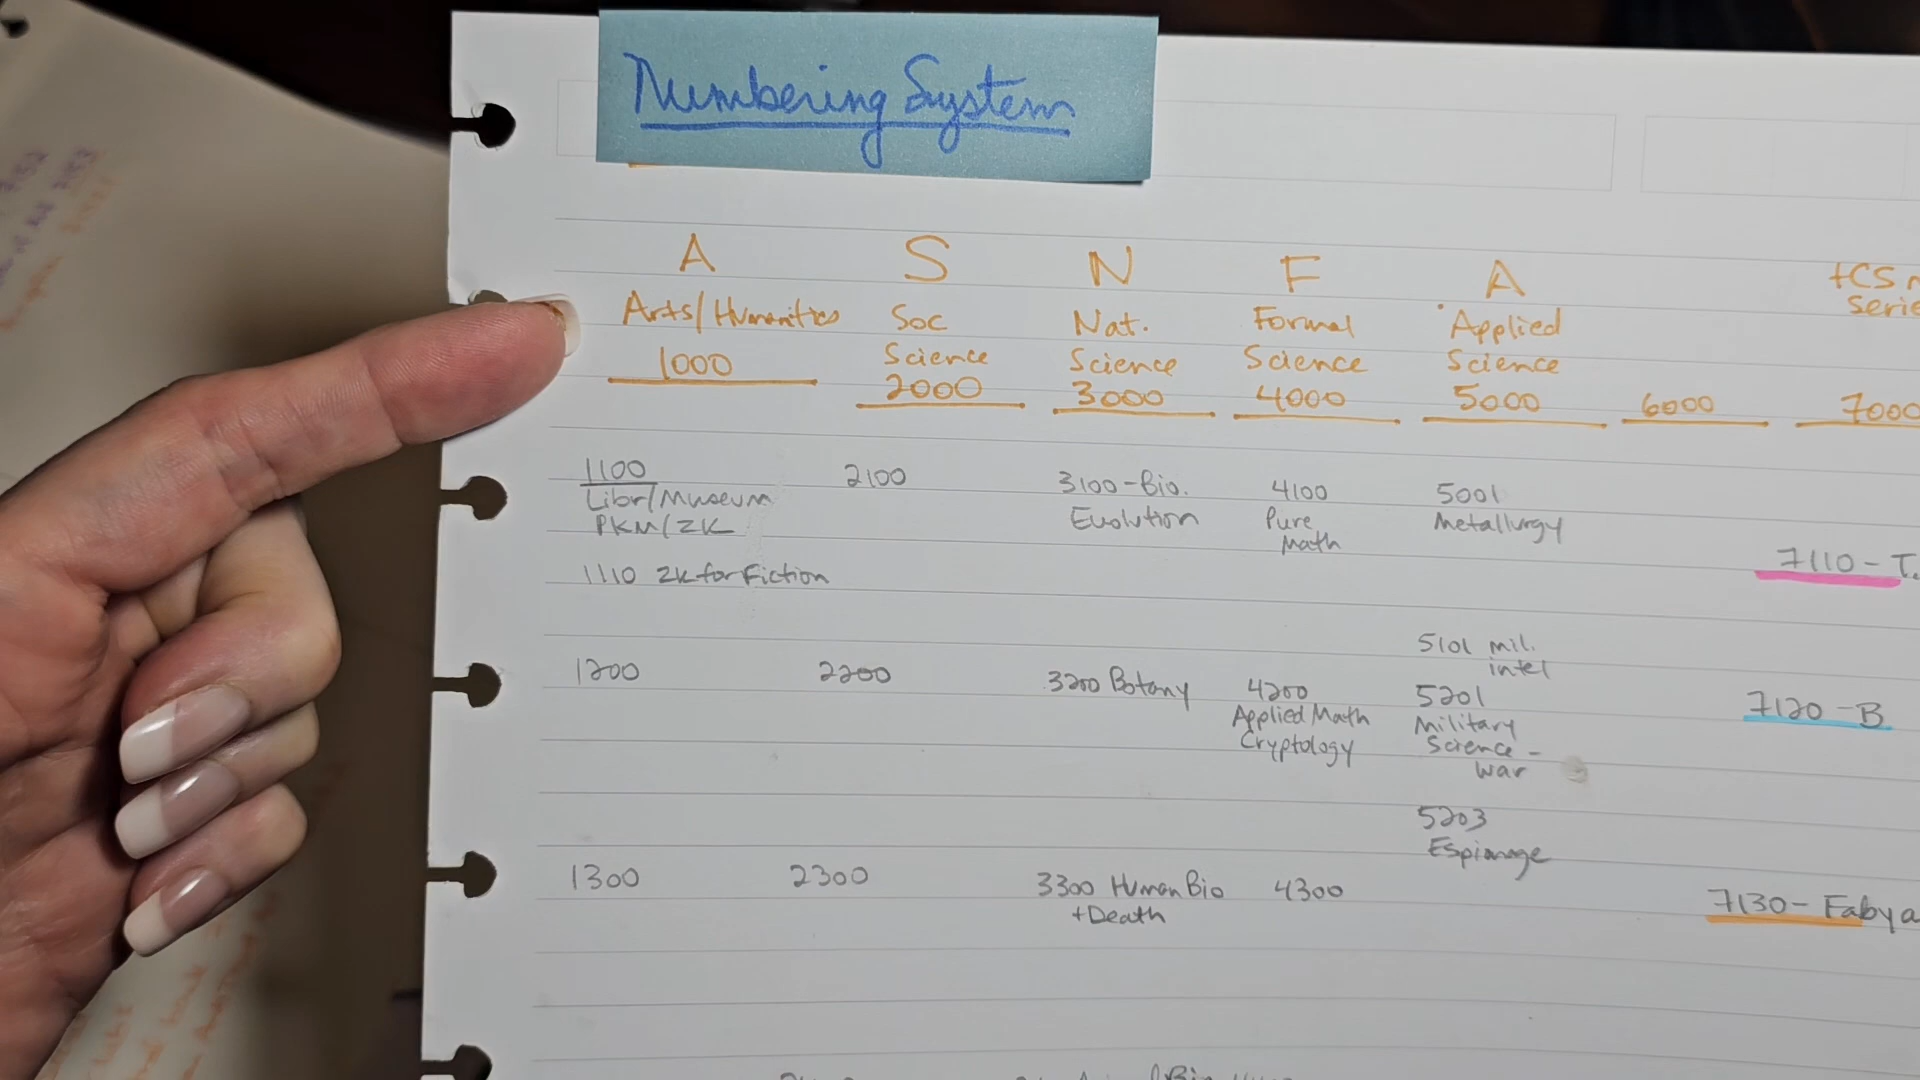 Numbering System
A S N F A
Arts/Humanities
1000
Soc
Science
2000
Nat.
Science
3000
Formal
Science
4000
Applied
Science
5000
6000
+CS
7000
1100
Libr/Museum
PKM/ZK
1110 ZK for Fiction
2100
3100-Bio.
Evolution
4100
Pure
Math
5001
Metallurgy
7110-T
5101 mil.
intel
1200
2200
3200 Botany
4200
Applied Math
Cryptology
5201
Military
Science-
War
7120-B
5203
Espionage
1300
2300
3300 Human Bio
+Death
4300
7130-